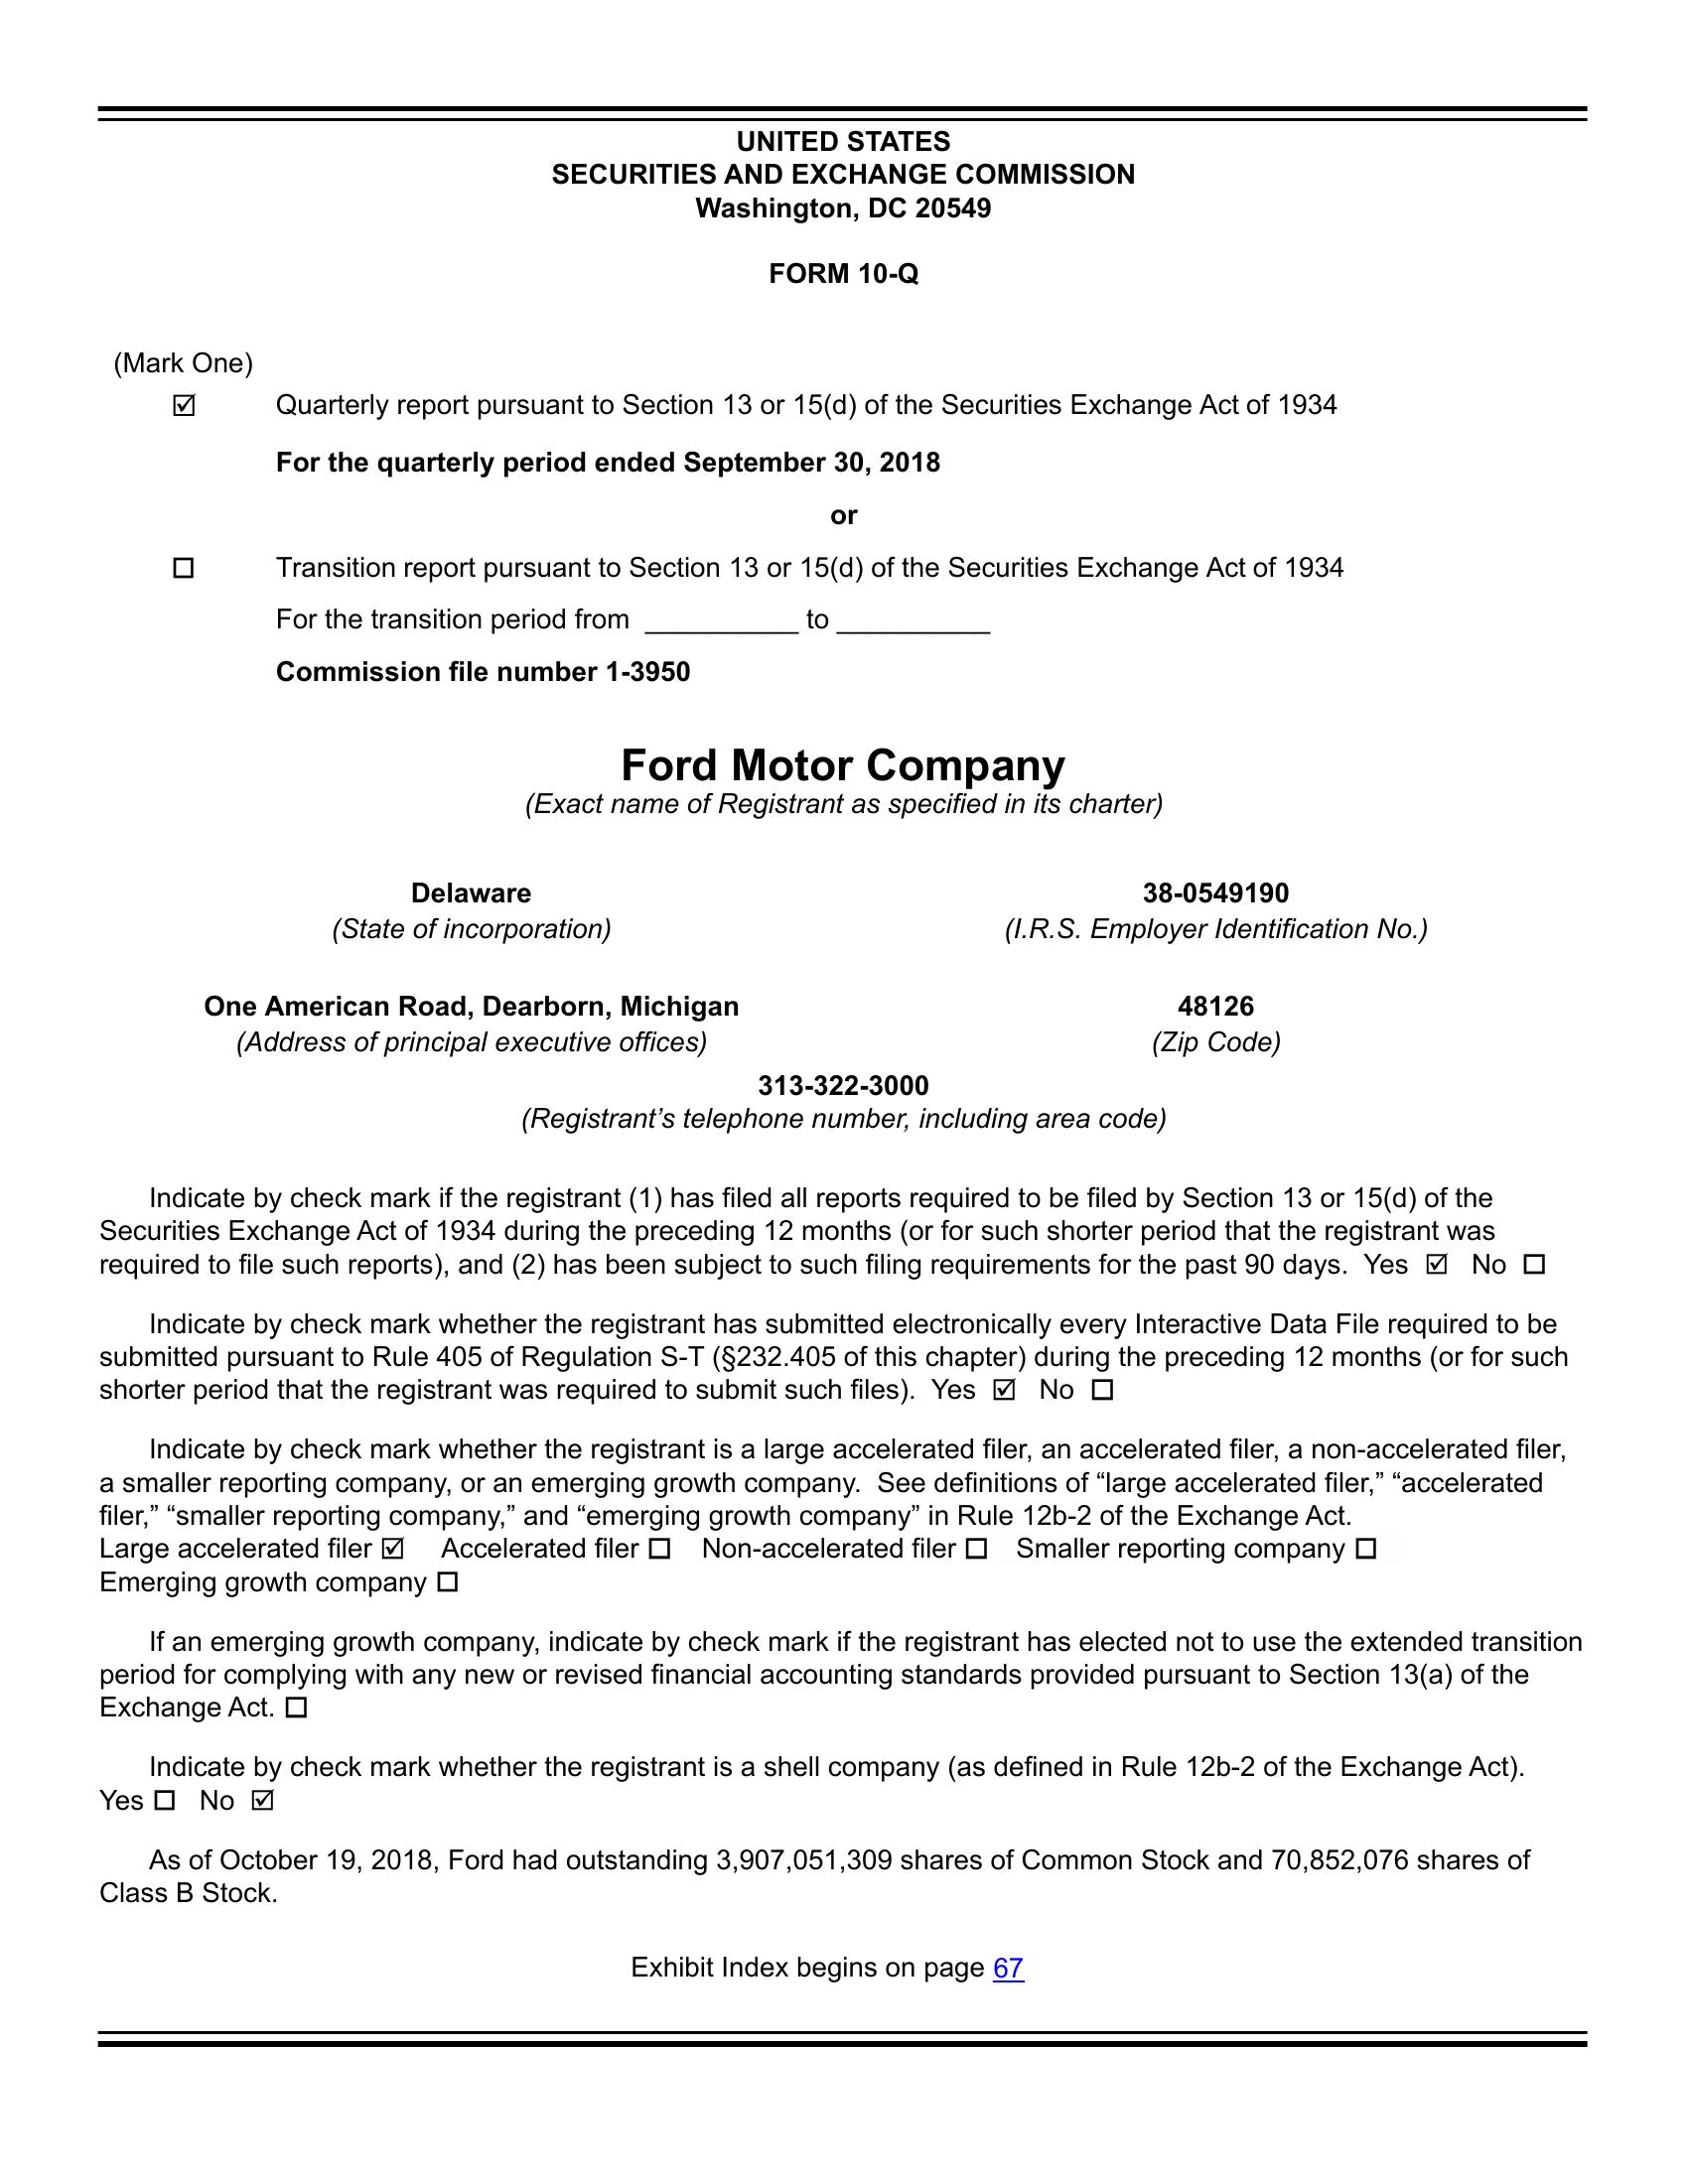 UNITED STATES
SECURITIES AND EXCHANGE COMMISSION
Washington, DC 20549
FORM 10-Q
(Mark One)
☑ Quarterly report pursuant to Section 13 or 15(d) of the Securities Exchange Act of 1934
For the quarterly period ended September 30, 2018
or
☐ Transition report pursuant to Section 13 or 15(d) of the Securities Exchange Act of 1934
For the transition period from __________ to __________
Commission file number 1-3950
Ford Motor Company
(Exact name of Registrant as specified in its charter)
Delaware 38-0549190
(State of incorporation) (I.R.S. Employer Identification No.)
One American Road, Dearborn, Michigan 48126
(Address of principal executive offices) (Zip Code)
313-322-3000
(Registrant’s telephone number, including area code)
Indicate by check mark if the registrant (1) has filed all reports required to be filed by Section 13 or 15(d) of the
Securities Exchange Act of 1934 during the preceding 12 months (or for such shorter period that the registrant was
required to file such reports), and (2) has been subject to such filing requirements for the past 90 days. Yes ☑ No ☐
Indicate by check mark whether the registrant has submitted electronically every Interactive Data File required to be
submitted pursuant to Rule 405 of Regulation S-T (§232.405 of this chapter) during the preceding 12 months (or for such
shorter period that the registrant was required to submit such files). Yes ☑ No ☐
Indicate by check mark whether the registrant is a large accelerated filer, an accelerated filer, a non-accelerated filer,
a smaller reporting company, or an emerging growth company. See definitions of “large accelerated filer,” “accelerated
filer,” “smaller reporting company,” and “emerging growth company” in Rule 12b-2 of the Exchange Act.
Large accelerated filer ☑ Accelerated filer ☐ Non-accelerated filer ☐ Smaller reporting company ☐
Emerging growth company ☐
If an emerging growth company, indicate by check mark if the registrant has elected not to use the extended transition
period for complying with any new or revised financial accounting standards provided pursuant to Section 13(a) of the
Exchange Act. ☐
Indicate by check mark whether the registrant is a shell company (as defined in Rule 12b-2 of the Exchange Act).
Yes ☐ No ☑
As of October 19, 2018, Ford had outstanding 3,907,051,309 shares of Common Stock and 70,852,076 shares of
Class B Stock.
Exhibit Index begins on page 67